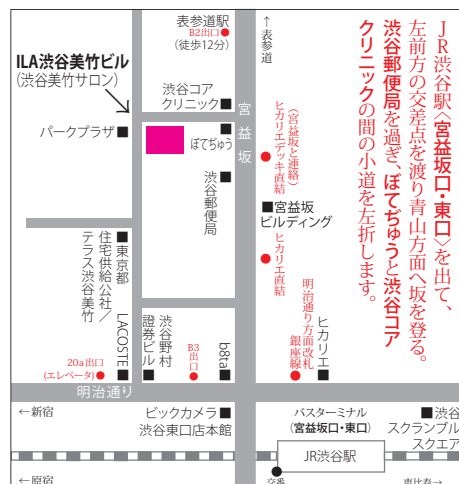 JR渋谷駅〈宮益坂口・東口〉を出て、
左前方の交差点を渡り青山方面へ坂を登る。
渋谷郵便局を過ぎ、ぽてぢゅうと渋谷コア
クリニックの間の小道を左折します。
表参道駅
B2出口
(徒歩12分)
↑表参道
ILA渋谷美竹ビル
(渋谷美竹サロン)
渋谷コア
クリニック
宮益坂
パークプラザ
ぽてぢゅう
(宮益坂と連絡)
ヒカリエデッキ直結
渋谷郵便局
宮益坂
ビルディング
ヒカリエ直結
東京都
住宅供給公社/
テラス渋谷美竹
LACOSTE
渋谷野村
證券ビル
B3
出口
b8ta
明治通り方面改札
銀座線
ヒカリエ
20a出口
(エレベータ)
明治通り
←新宿
ビックカメラ
渋谷東口店本館
バスターミナル
(宮益坂口・東口)
渋谷
スクランブル
スクエア
JR渋谷駅
←原宿
交番
恵比寿→